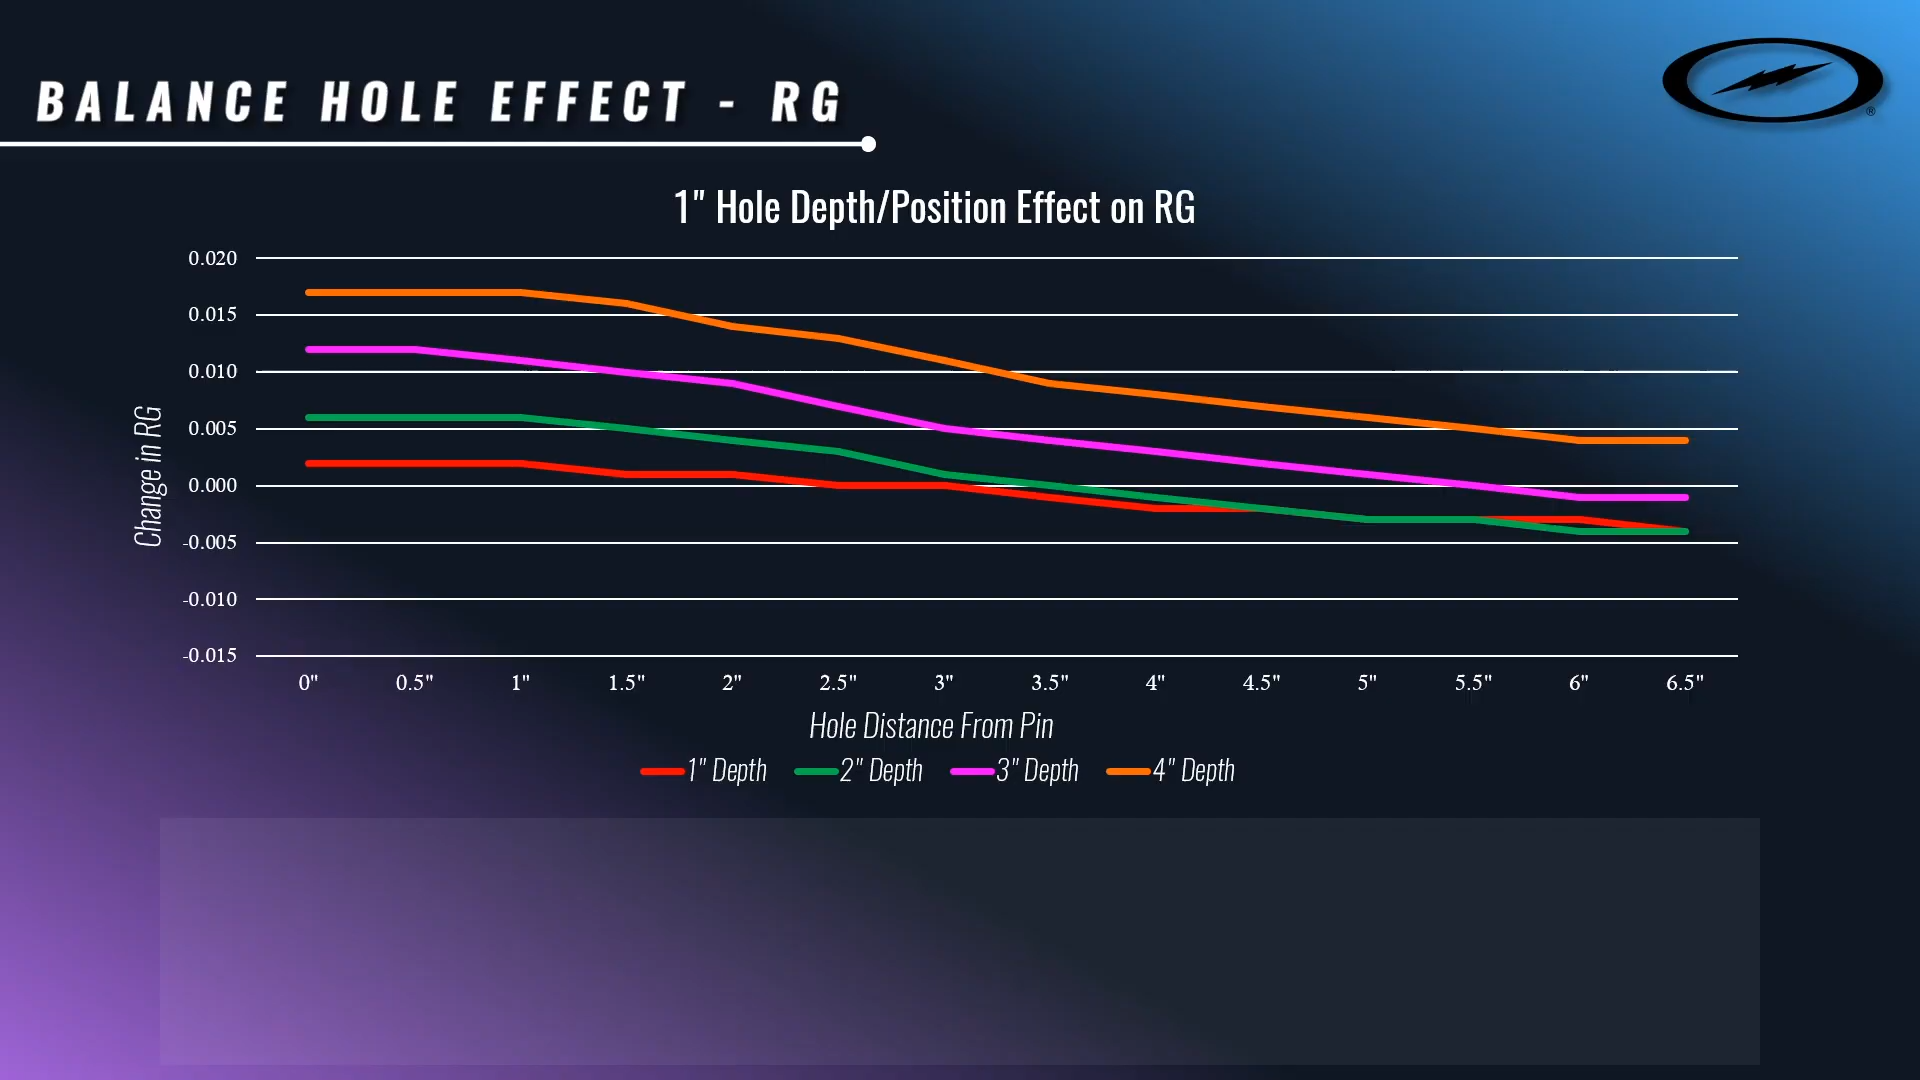 BALANCE HOLE EFFECT - RG
®
1" Hole Depth/Position Effect on RG
0.020
0.015
0.010
0.005
0.000
-0.005
-0.010
-0.015
Change in RG
0" 0.5" 1" 1.5" 2" 2.5" 3" 3.5" 4" 4.5" 5" 5.5" 6" 6.5"
Hole Distance From Pin
1" Depth 2" Depth 3" Depth 4" Depth